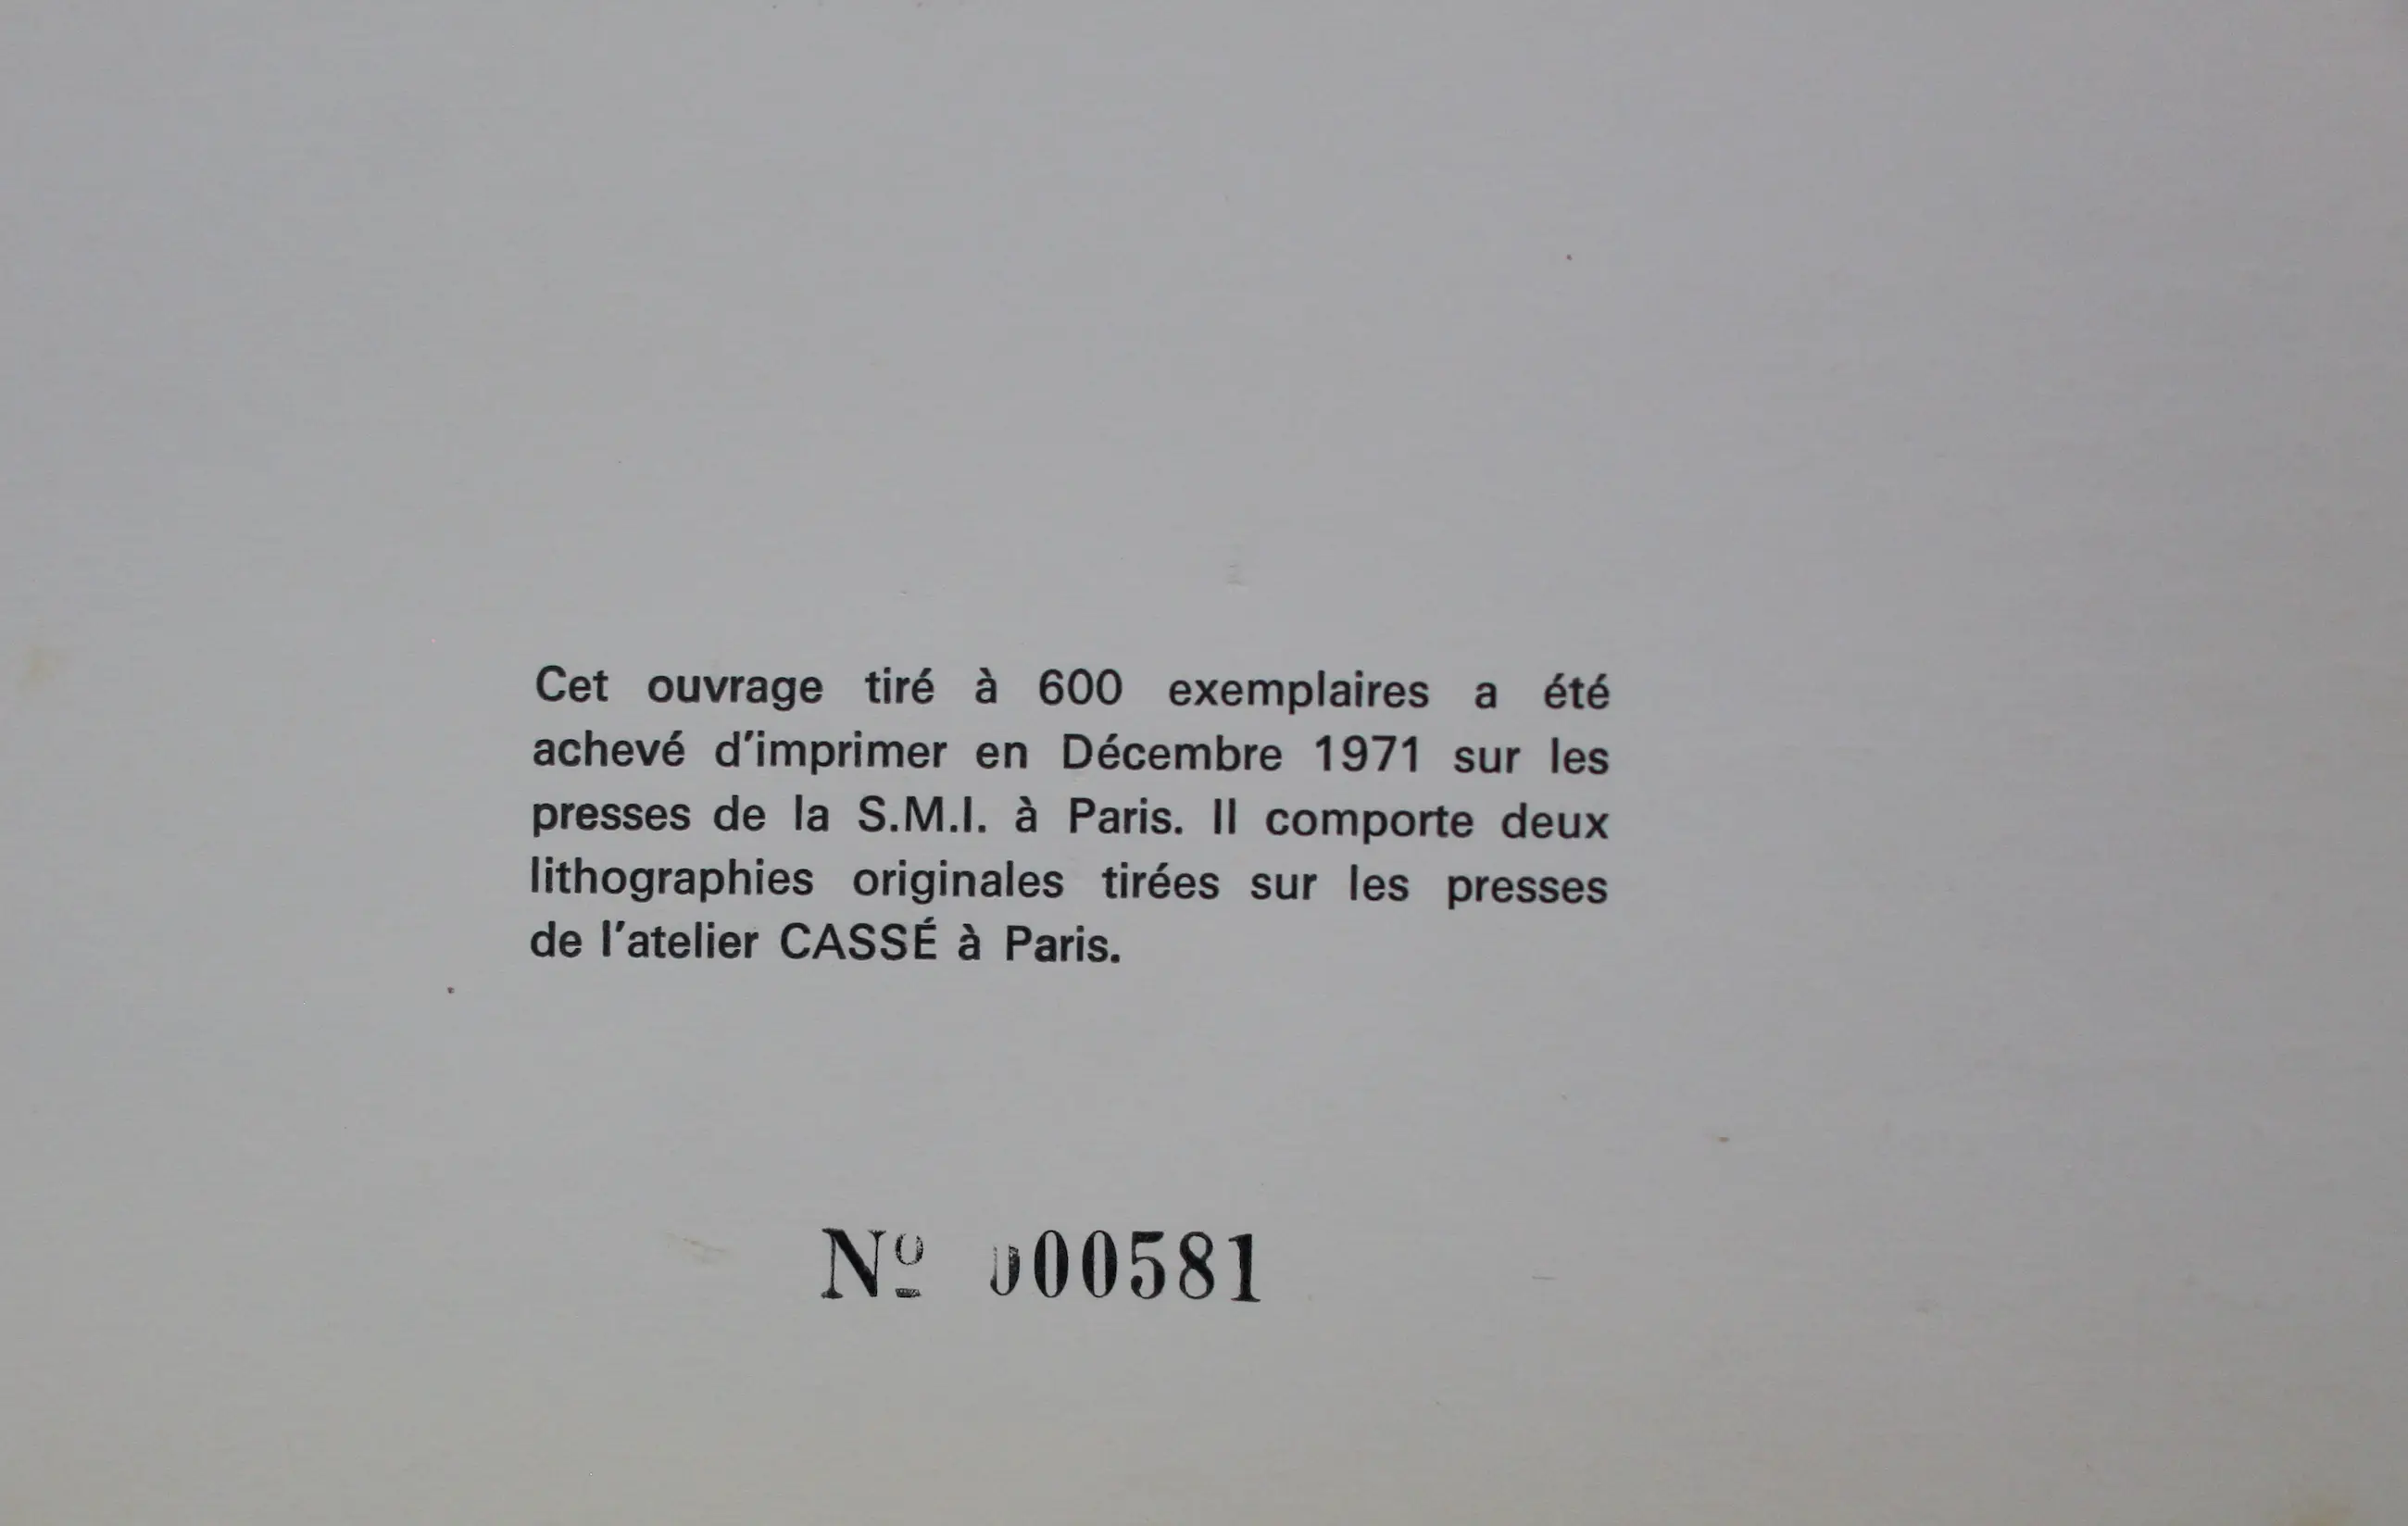 Cet ouvrage tiré à 600 exemplaires a été
achevé d'imprimer en Décembre 1971 sur les
presses de la S.M.I. à Paris. Il comporte deux
lithographies originales tirées sur les presses
de l'atelier CASSÉ à Paris.
Nº 000581